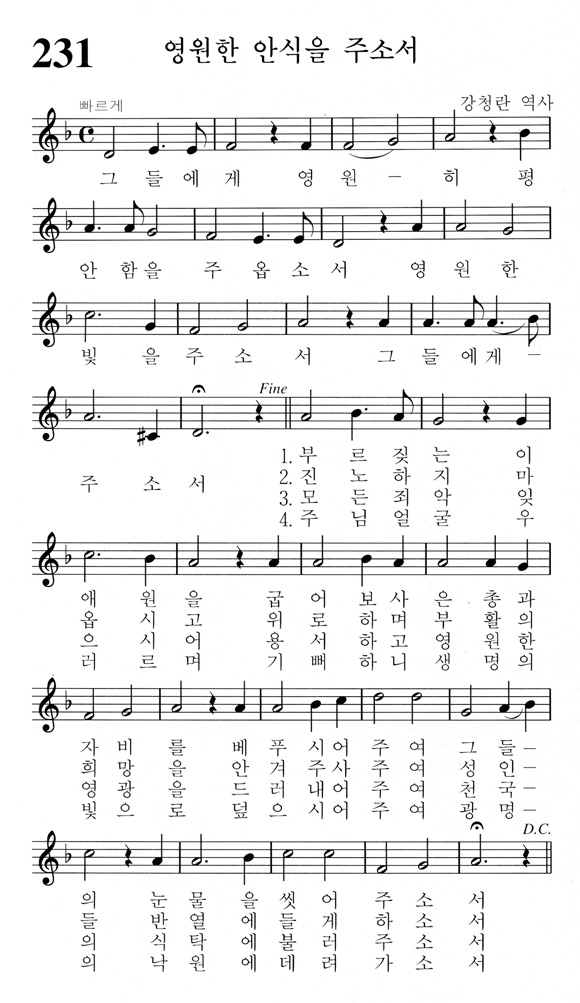 231 영원한 안식을 주소서
빠르게 강청란 역사
그 들 에 게 영 원 – 히 평
안 함 을 주 옵 소 서 영 원 한
빛 을 주 소 서 그 들 에 게 –
Fine
주 소 서
1. 부 르 짖 는 이
2. 진 노 하 지 마
3. 모 든 죄 악 잊
4. 주 님 얼 굴 우
애 원 을 굽 어 보 사 은 총 과
옵 시 고 위 로 하 며 부 활 의
으 시 어 용 서 하 고 영 원 한
러 르 며 기 뻐 하 니 생 명 의
자 비 를 베 푸 시 어 주 여 그 들 –
희 망 을 안 겨 주 사 주 여 성 인 –
영 광 을 드 러 내 어 주 여 천 국 –
빛 으 로 덮 으 시 어 주 여 광 명 –
D.C.
의 눈 물 을 씻 어 주 소 서
들 반 열 에 들 게 하 소 서
의 식 탁 에 불 러 주 소 서
의 낙 원 에 데 려 가 소 서